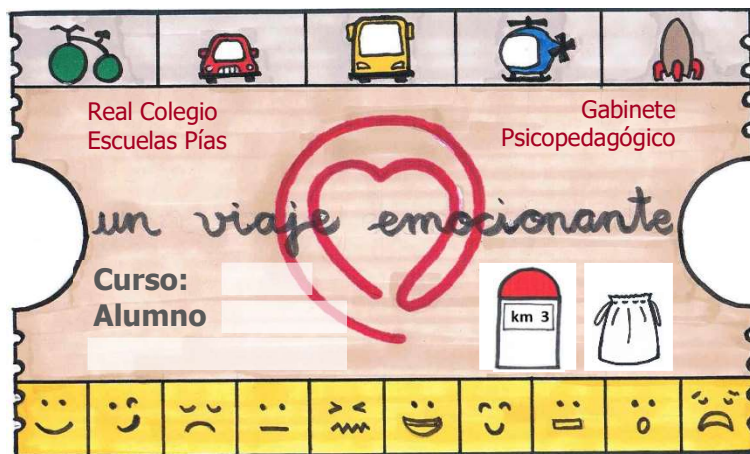 Real Colegio
Escuelas Pías
Gabinete
Psicopedagógico
un viaje emocionante
Curso:
Alumno
km 3